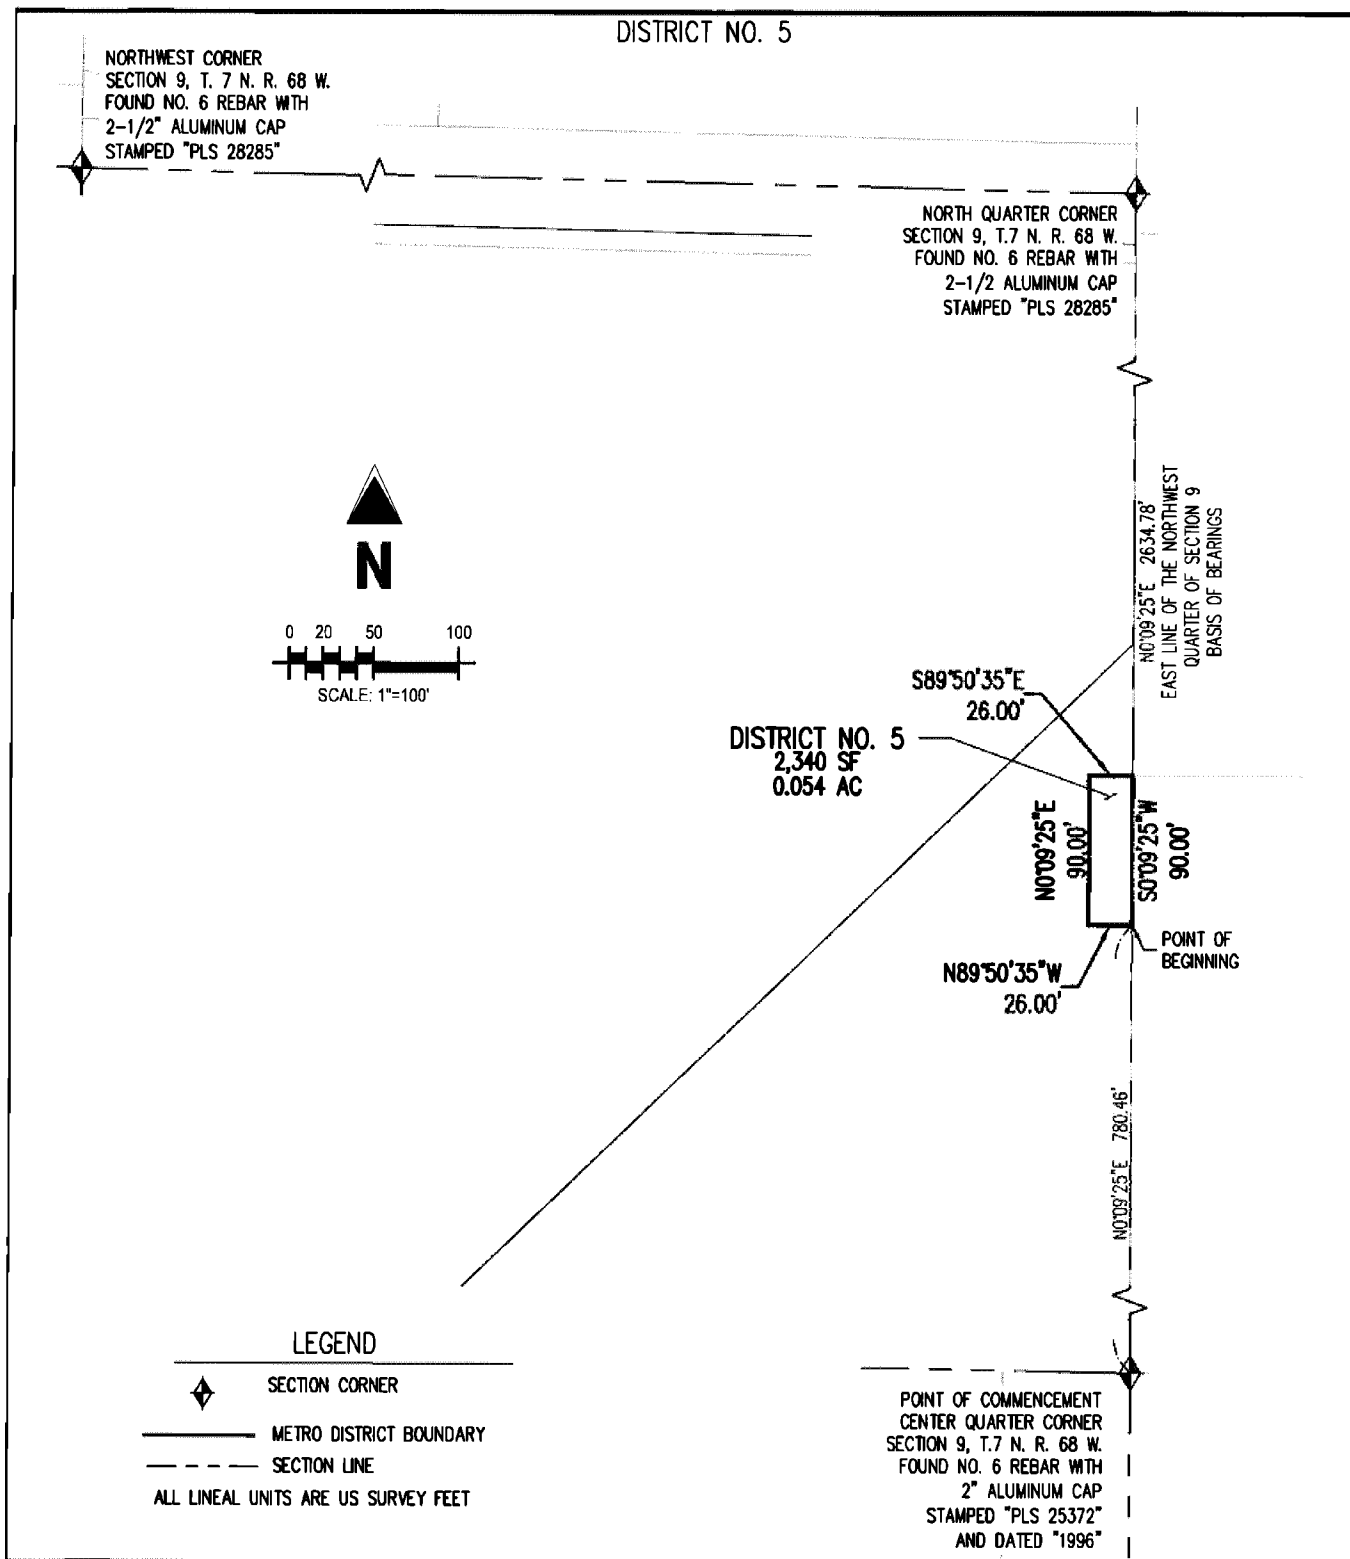 DISTRICT NO. 5
NORTHWEST CORNER
SECTION 9, T. 7 N. R. 68 W.
FOUND NO. 6 REBAR WITH
2-1/2" ALUMINUM CAP
STAMPED "PLS 28285"
NORTH QUARTER CORNER
SECTION 9, T.7 N. R. 68 W.
FOUND NO. 6 REBAR WITH
2-1/2 ALUMINUM CAP
STAMPED "PLS 28285"
N0°09'25"E 2634.78'
EAST LINE OF THE NORTHWEST
QUARTER OF SECTION 9
BASIS OF BEARINGS
N
0 20 50 100
SCALE: 1"=100'
S89°50'35"E
26.00'
DISTRICT NO. 5
2,340 SF
0.054 AC
N0°09'25"E
90.00'
S0°09'25"W
90.00'
POINT OF
BEGINNING
N89°50'35"W
26.00'
N0°09'25"E 780.46'
LEGEND
SECTION CORNER
METRO DISTRICT BOUNDARY
SECTION LINE
ALL LINEAL UNITS ARE US SURVEY FEET
POINT OF COMMENCEMENT
CENTER QUARTER CORNER
SECTION 9, T.7 N. R. 68 W.
FOUND NO. 6 REBAR WITH
2" ALUMINUM CAP
STAMPED "PLS 25372"
AND DATED "1996"